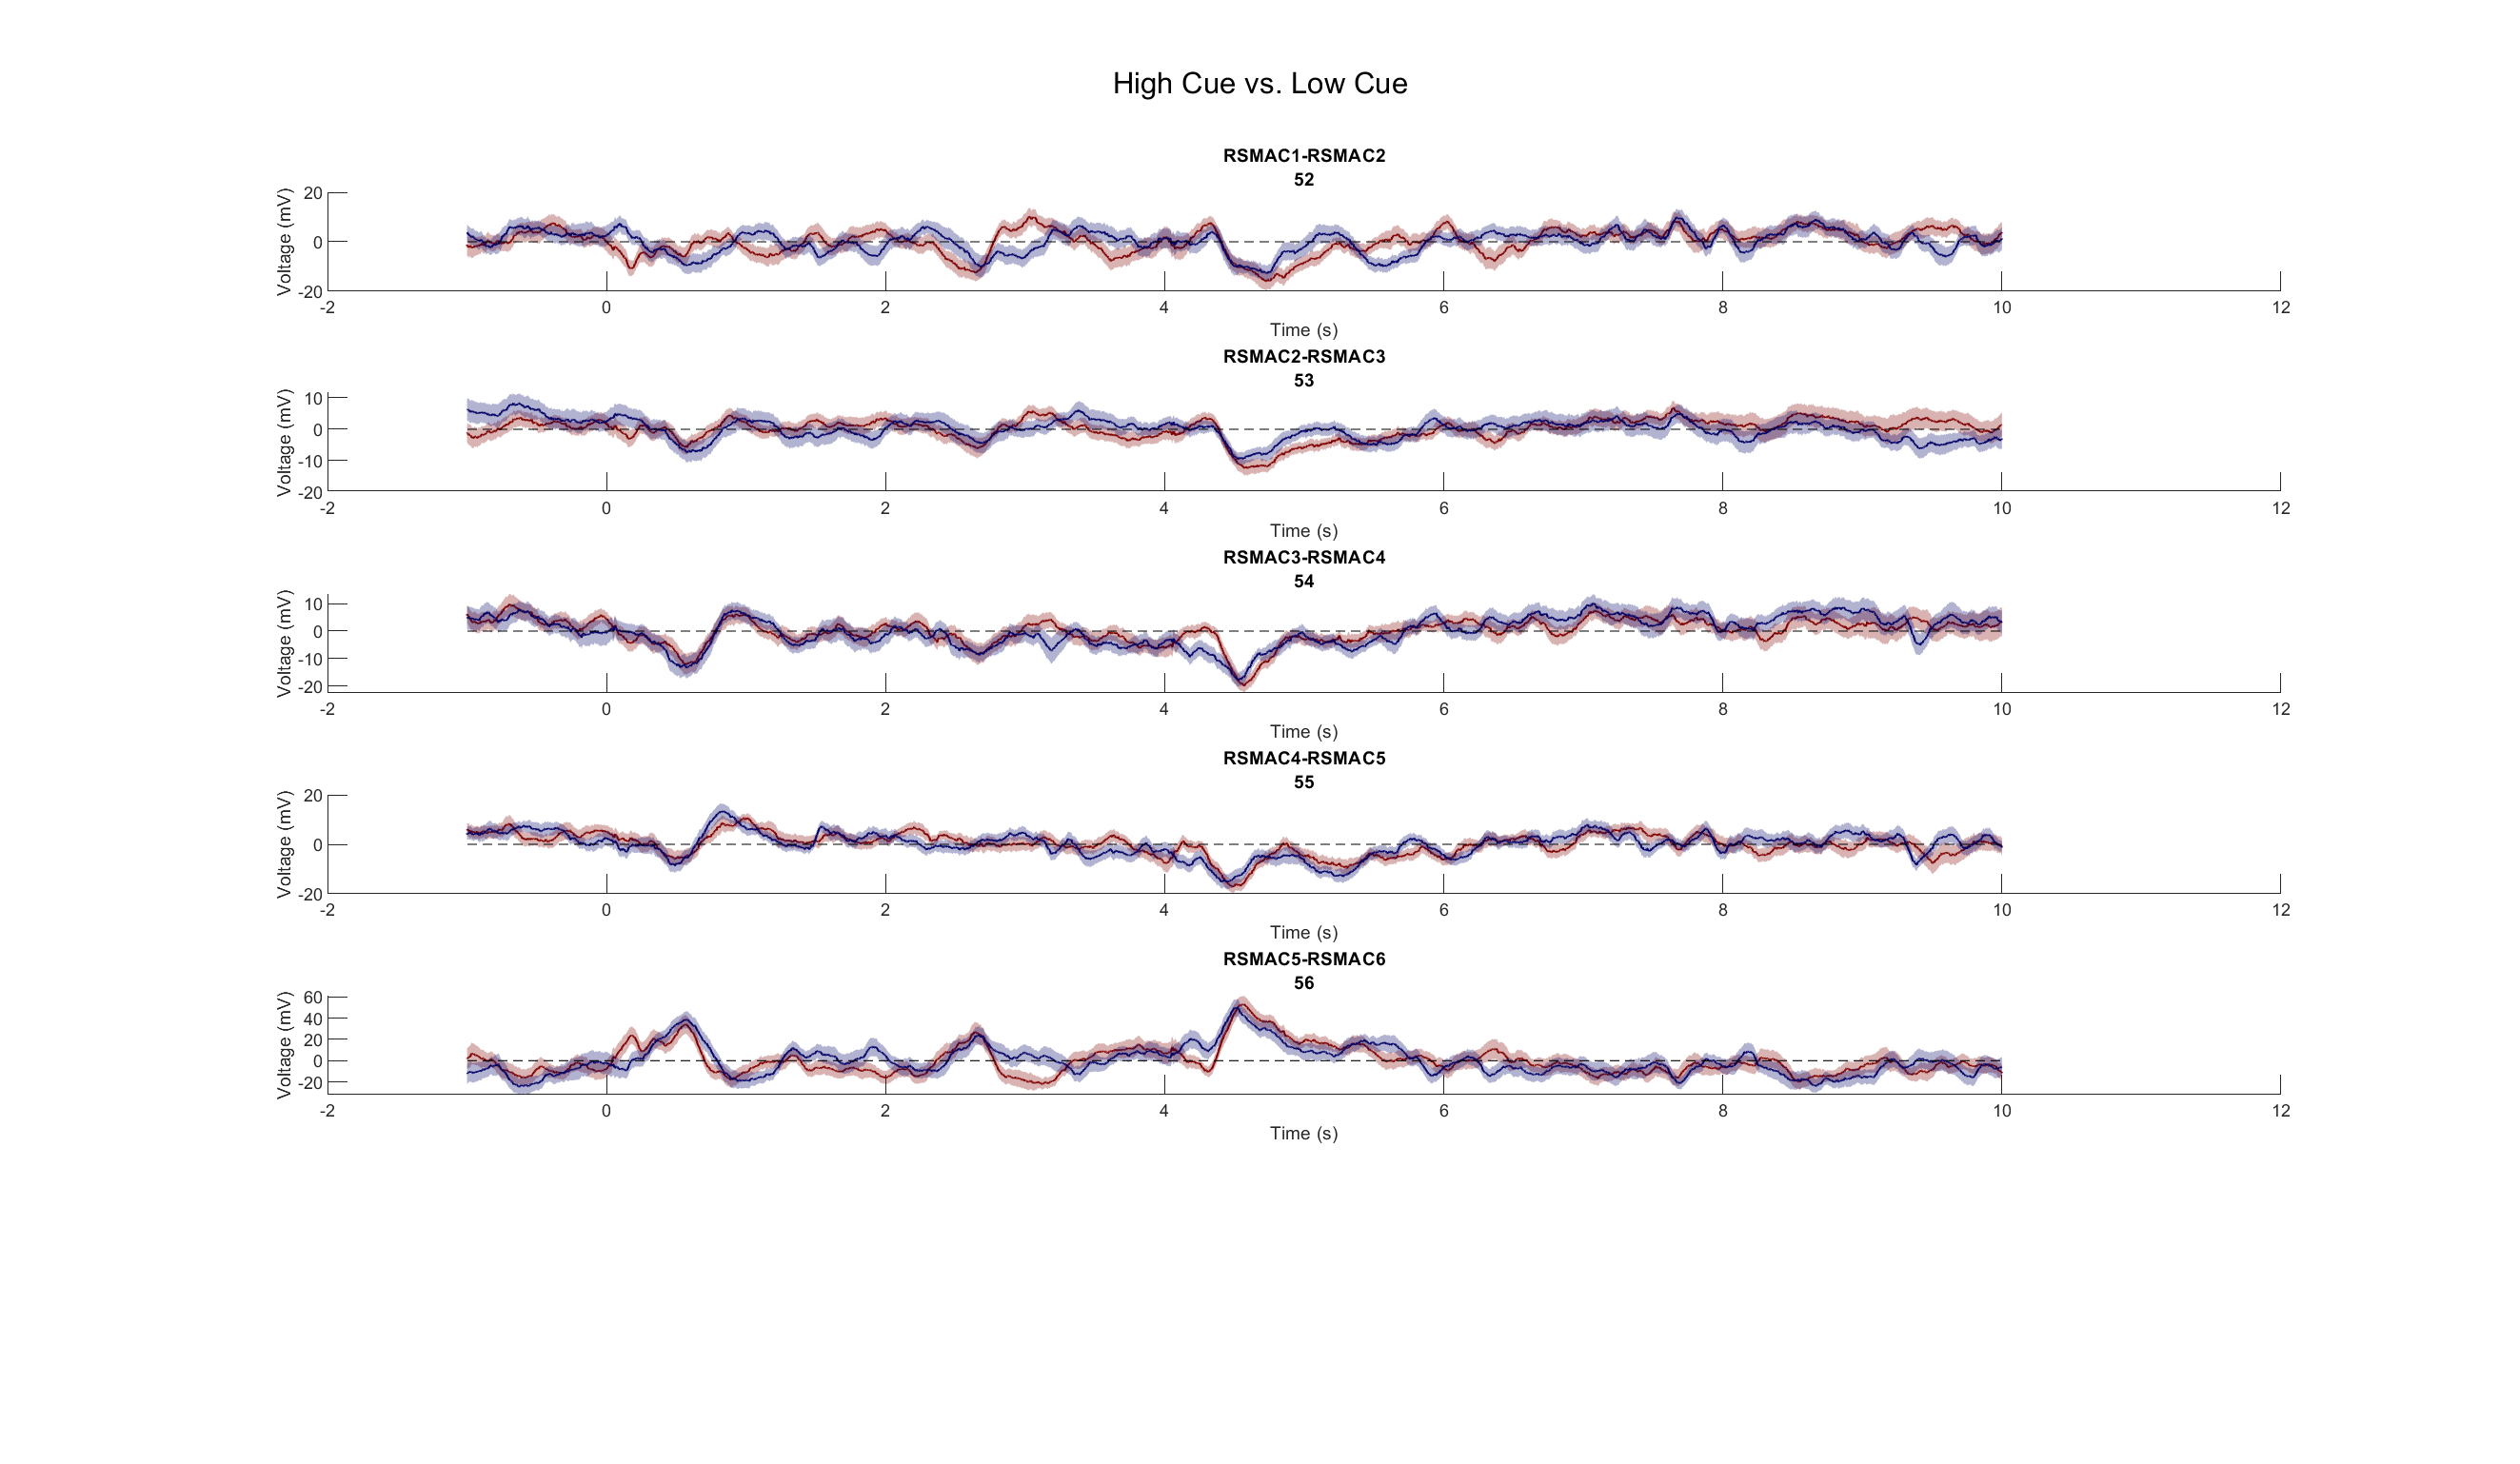 High Cue vs. Low Cue
RSMAC1-RSMAC2
52
Voltage (mV)
20
0
-20
-2 0 2 4 6 8 10 12
Time (s)
RSMAC2-RSMAC3
53
Voltage (mV)
10
0
-10
-20
-2 0 2 4 6 8 10 12
Time (s)
RSMAC3-RSMAC4
54
Voltage (mV)
10
0
-10
-20
-2 0 2 4 6 8 10 12
Time (s)
RSMAC4-RSMAC5
55
Voltage (mV)
20
0
-20
-2 0 2 4 6 8 10 12
Time (s)
RSMAC5-RSMAC6
56
Voltage (mV)
60
40
20
0
-20
-2 0 2 4 6 8 10 12
Time (s)